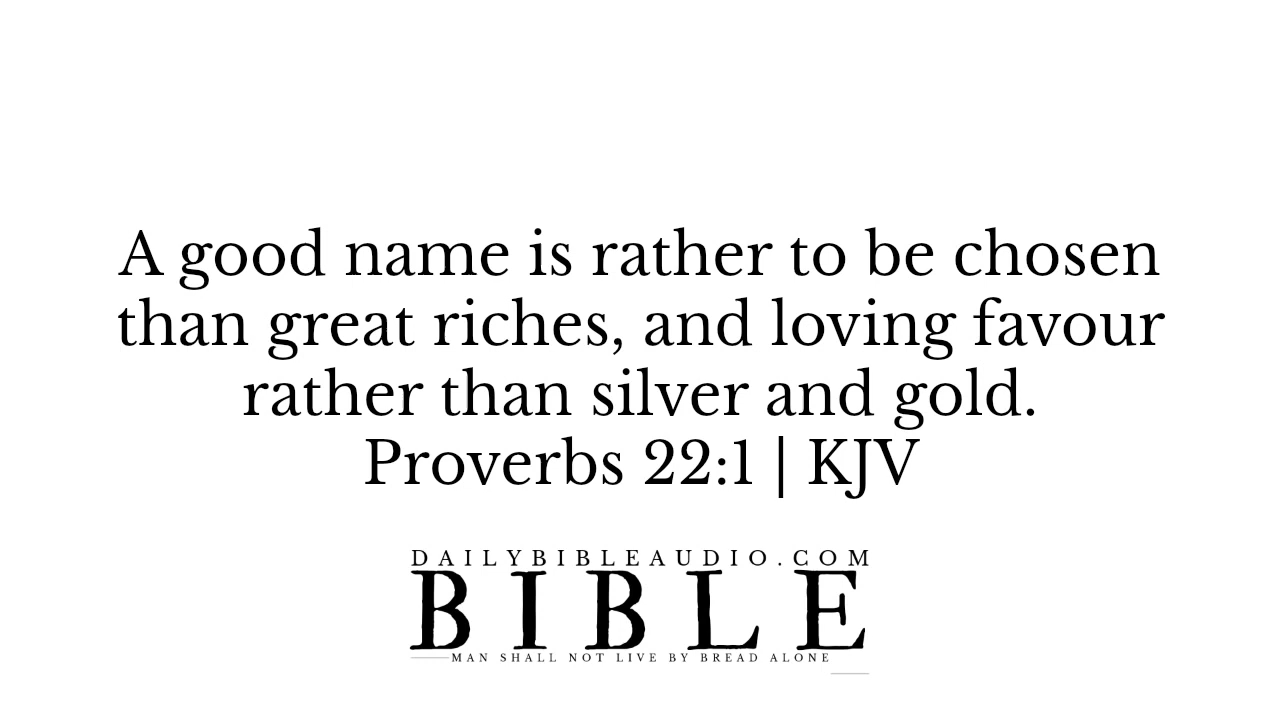 A good name is rather to be chosen
than great riches, and loving favour
rather than silver and gold.
Proverbs 22:1 | KJV
DAILYBIBLEAUDIO.COM
BIBLE
MAN SHALL NOT LIVE BY BREAD ALONE